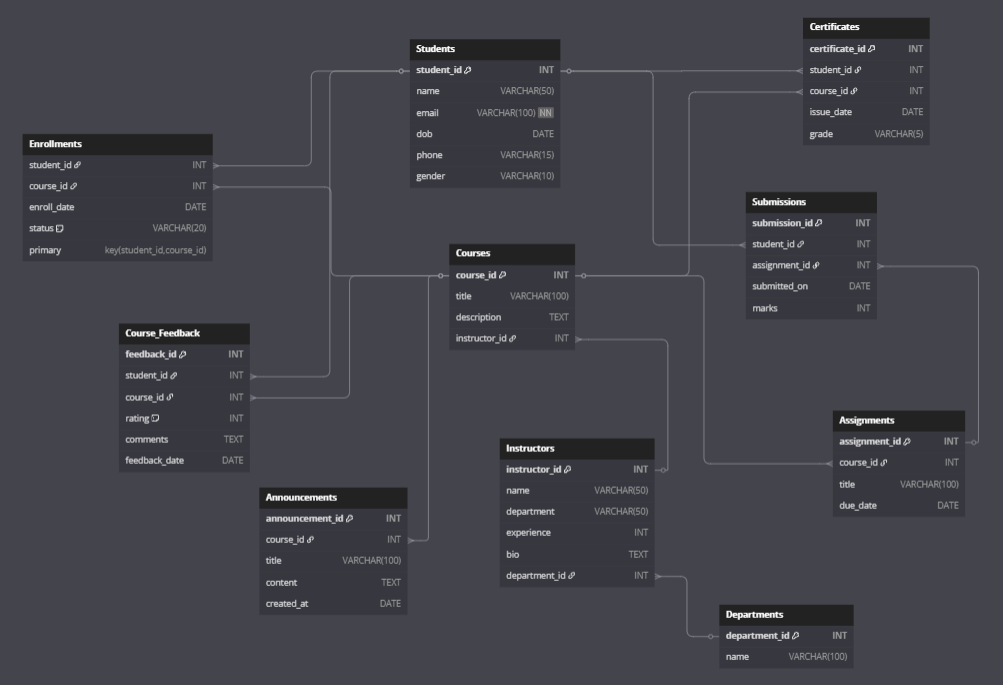 Certificates
certificate_id INT
student_id INT
course_id INT
issue_date DATE
grade VARCHAR(5)
Students
student_id INT
name VARCHAR(50)
email VARCHAR(100) NN
dob DATE
phone VARCHAR(15)
gender VARCHAR(10)
Enrollments
student_id INT
course_id INT
enroll_date DATE
status VARCHAR(20)
primary key(student_id,course_id)
Submissions
submission_id INT
student_id INT
assignment_id INT
submitted_on DATE
marks INT
Courses
course_id INT
title VARCHAR(100)
description TEXT
instructor_id INT
Course_Feedback
feedback_id INT
student_id INT
course_id INT
rating INT
comments TEXT
feedback_date DATE
Assignments
assignment_id INT
course_id INT
title VARCHAR(100)
due_date DATE
Instructors
instructor_id INT
name VARCHAR(50)
department VARCHAR(50)
experience INT
bio TEXT
department_id INT
Announcements
announcement_id INT
course_id INT
title VARCHAR(100)
content TEXT
created_at DATE
Departments
department_id INT
name VARCHAR(100)